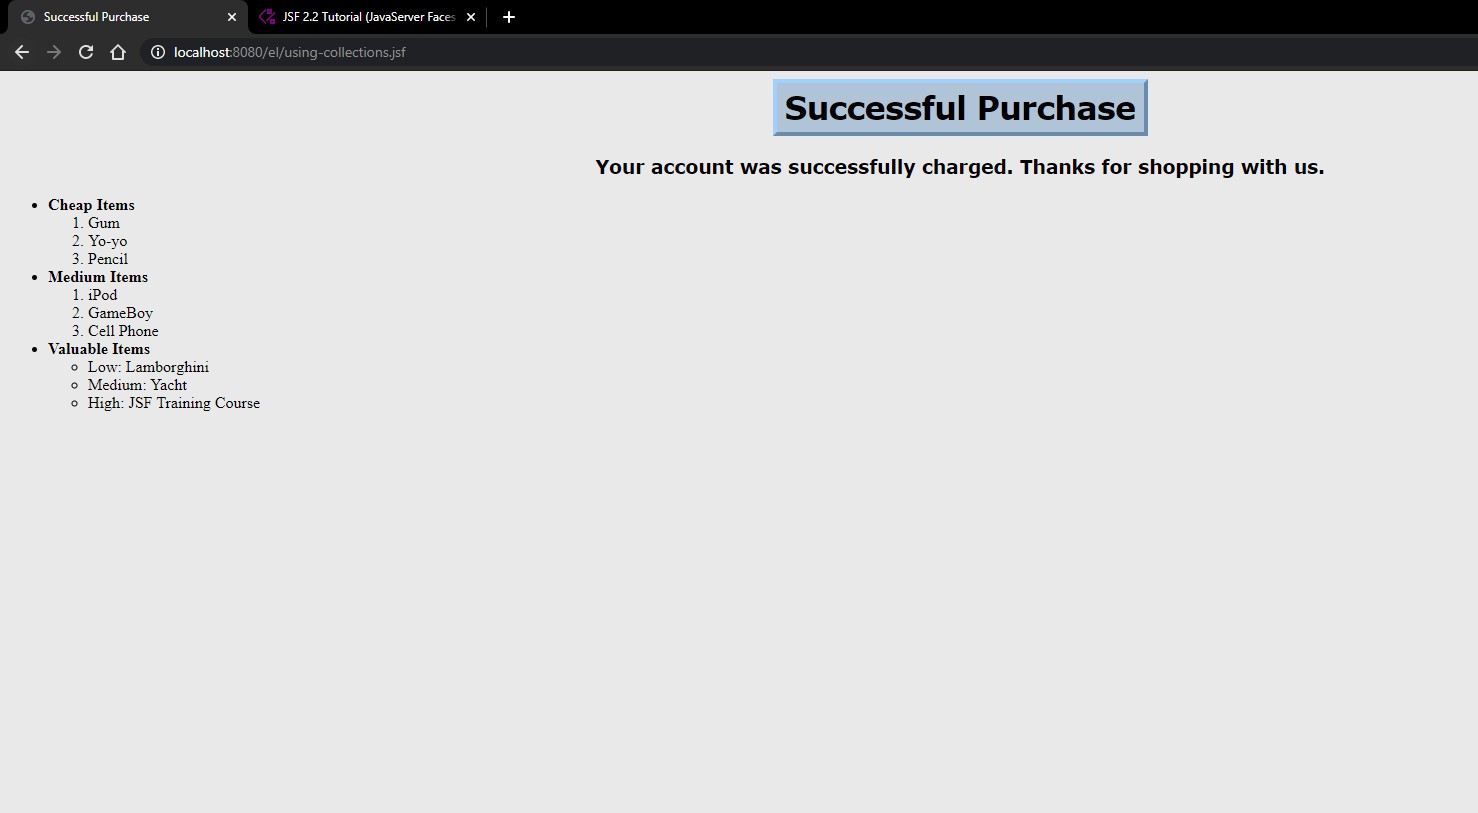 Successful Purchase
JSF 2.2 Tutorial (JavaServer Faces
localhost:8080/el/using-collections.jsf
Successful Purchase
Your account was successfully charged. Thanks for shopping with us.
• Cheap Items
1. Gum
2. Yo-yo
3. Pencil
• Medium Items
1. iPod
2. GameBoy
3. Cell Phone
• Valuable Items
○ Low: Lamborghini
○ Medium: Yacht
○ High: JSF Training Course